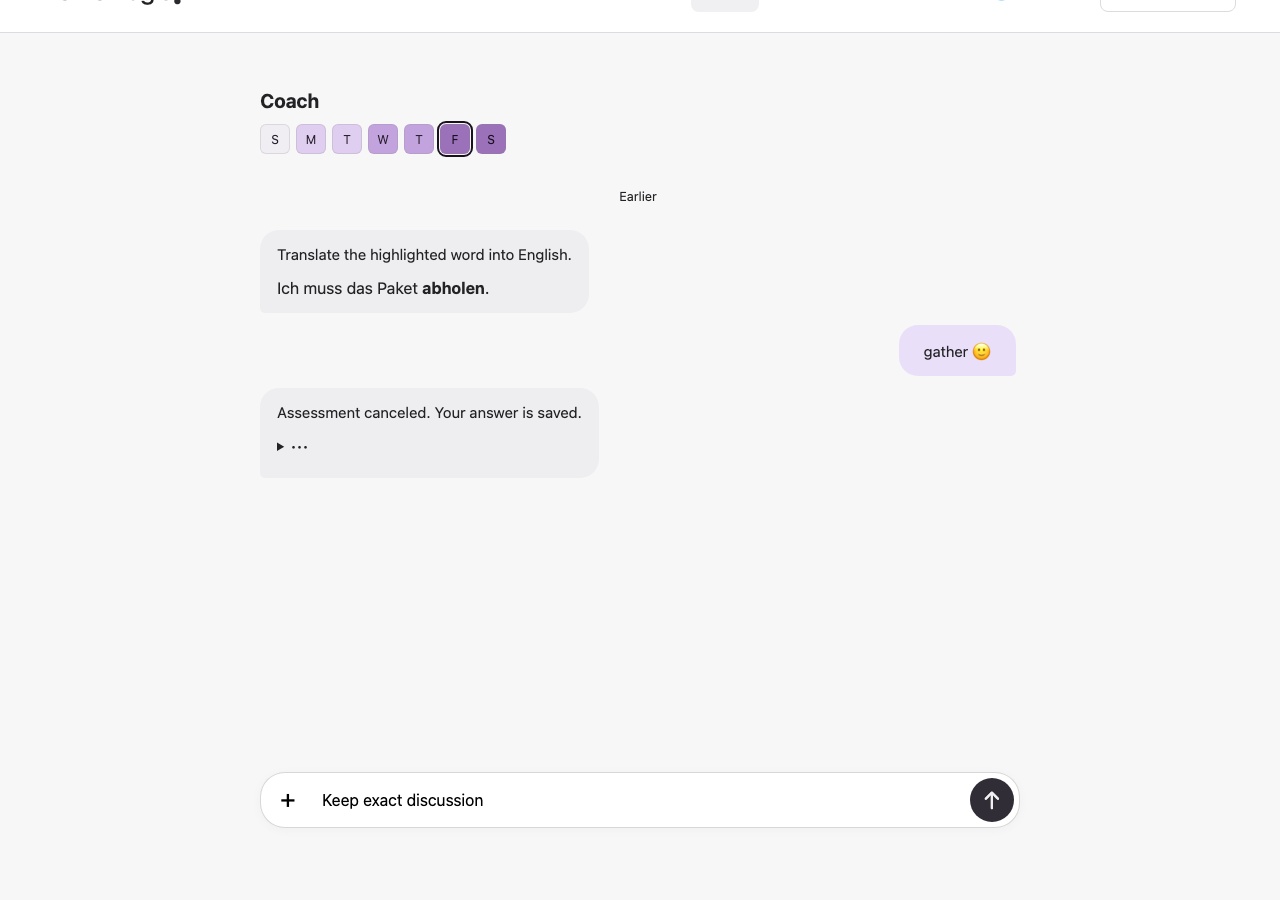 Coach
S M T W T F S
Earlier
Translate the highlighted word into English.
Ich muss das Paket abholen.
gather 🙂
Assessment canceled. Your answer is saved.
...
Keep exact discussion